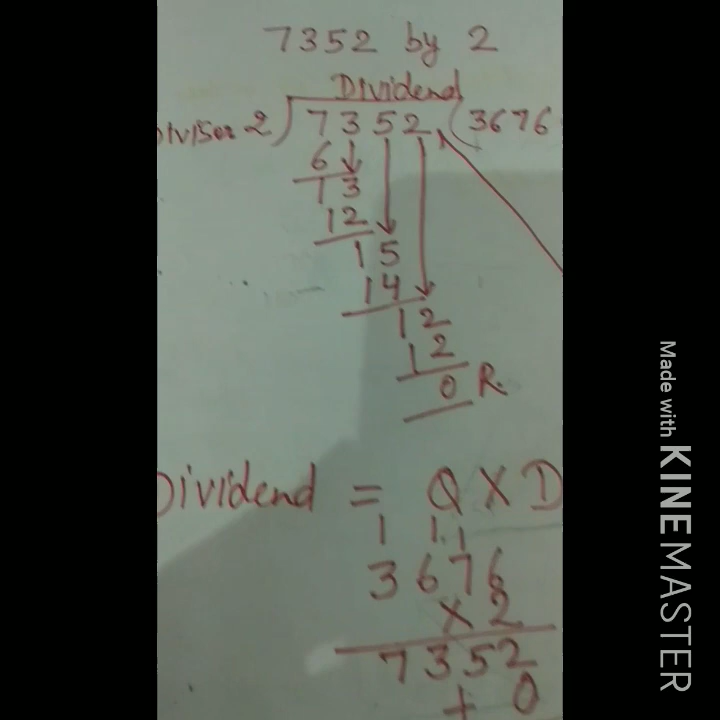 7352 by 2
Dividend
Divisor 2) 7352 (3676
6
13
12
15
14
12
12
0 R.
Dividend = Q X D
1 1 1
3676
X 2
7352
+ 0
Made with KINEMASTER